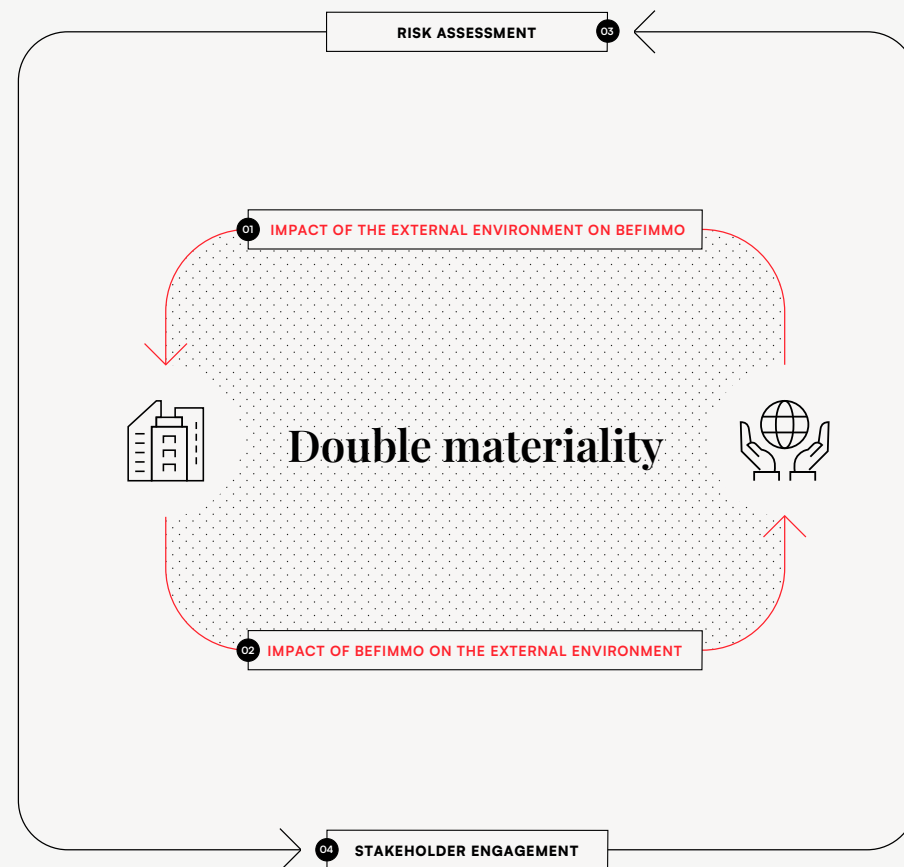 RISK ASSESSMENT 03
01 IMPACT OF THE EXTERNAL ENVIRONMENT ON BEFIMMO
Double materiality
02 IMPACT OF BEFIMMO ON THE EXTERNAL ENVIRONMENT
04 STAKEHOLDER ENGAGEMENT